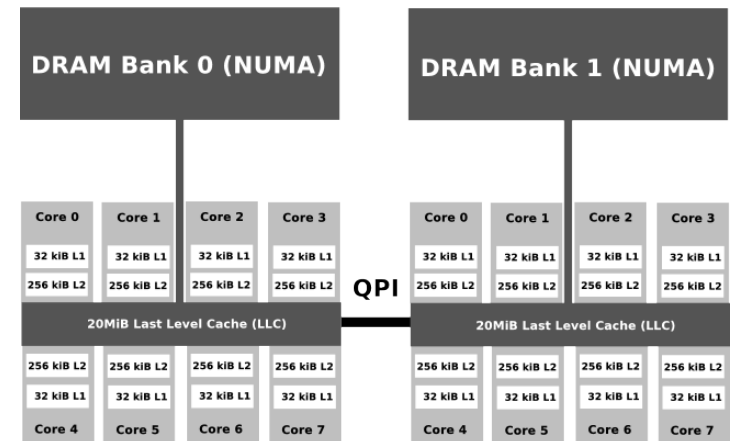 DRAM Bank 0 (NUMA) DRAM Bank 1 (NUMA)
Core 0 Core 1 Core 2 Core 3 Core 0 Core 1 Core 2 Core 3
32 kiB L1 32 kiB L1 32 kiB L1 32 kiB L1 32 kiB L1 32 kiB L1 32 kiB L1 32 kiB L1
256 kiB L2 256 kiB L2 256 kiB L2 256 kiB L2 QPI 256 kiB L2 256 kiB L2 256 kiB L2 256 kiB L2
20MiB Last Level Cache (LLC) 20MiB Last Level Cache (LLC)
256 kiB L2 256 kiB L2 256 kiB L2 256 kiB L2 256 kiB L2 256 kiB L2 256 kiB L2 256 kiB L2
32 kiB L1 32 kiB L1 32 kiB L1 32 kiB L1 32 kiB L1 32 kiB L1 32 kiB L1 32 kiB L1
Core 4 Core 5 Core 6 Core 7 Core 4 Core 5 Core 6 Core 7